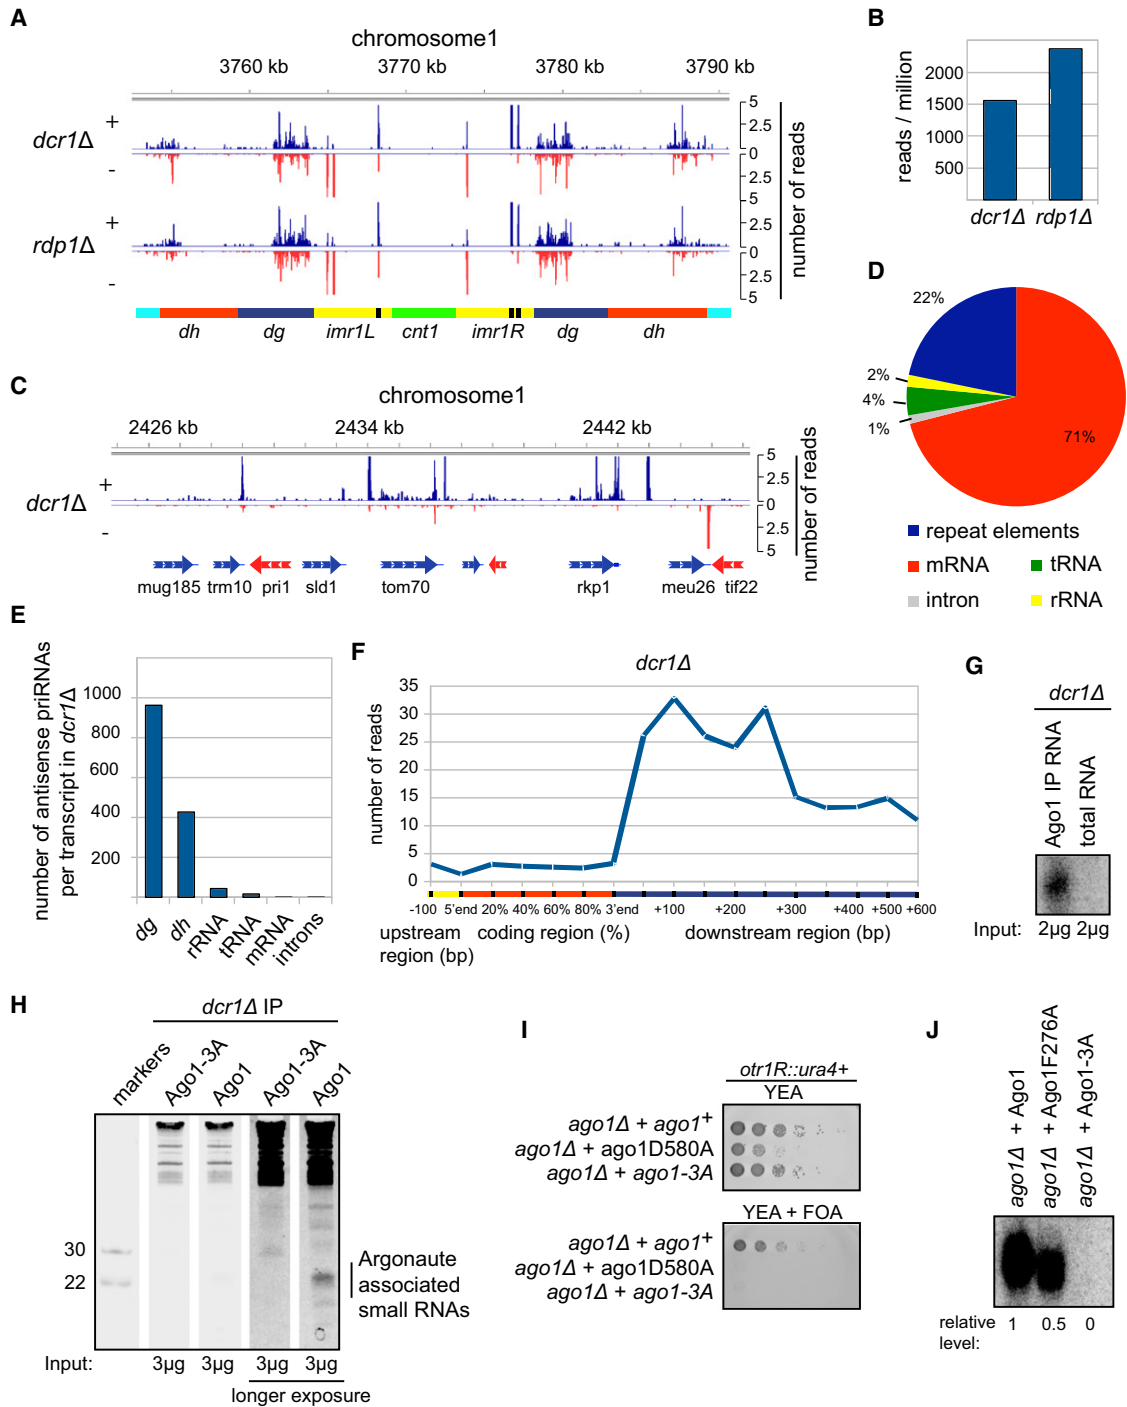 A
chromosome1
3760 kb 3770 kb 3780 kb 3790 kb
dcr1Δ
+
-
5
2.5
0
2.5
5
rdp1Δ
+
-
2.5
0
2.5
5
number of reads
dh dg imr1L cnt1 imr1R dg dh
B
reads / million
2000
1500
1000
500
dcr1Δ rdp1Δ
C
chromosome1
2426 kb 2434 kb 2442 kb
dcr1Δ
+
-
5
2.5
0
2.5
5
number of reads
mug185 trm10 pri1 sld1 tom70 rkp1 meu26 tif22
D
22%
2%
4%
1%
71%
repeat elements
mRNA tRNA
intron rRNA
E
number of antisense priRNAs
per transcript in dcr1Δ
1000
800
600
400
200
dg dh rRNA tRNA mRNA introns
F
dcr1Δ
number of reads
35
30
25
20
15
10
5
0
-100 5'end 20% 40% 60% 80% 3'end +100 +200 +300 +400 +500 +600
upstream region (bp)
coding region (%)
downstream region (bp)
G
dcr1Δ
Ago1 IP RNA
total RNA
Input: 2µg 2µg
H
dcr1Δ IP
markers Ago1-3A Ago1 Ago1-3A Ago1
30
22
Argonaute
associated
small RNAs
Input: 3µg 3µg 3µg 3µg
longer exposure
I
otr1R::ura4+
YEA
ago1Δ + ago1+
ago1Δ + ago1D580A
ago1Δ + ago1-3A
YEA + FOA
ago1Δ + ago1+
ago1Δ + ago1D580A
ago1Δ + ago1-3A
J
ago1Δ + Ago1
ago1Δ + Ago1F276A
ago1Δ + Ago1-3A
relative level: 1 0.5 0